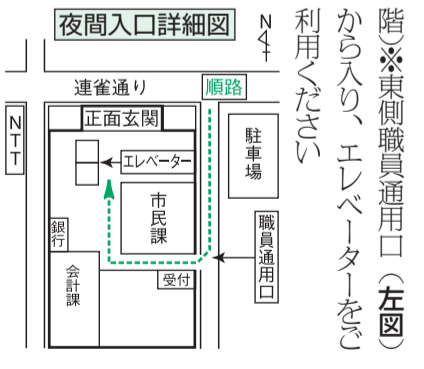 階)※東側職員通用口(左図)
から入り、エレベーターをご
利用ください
夜間入口詳細図
N
連雀通り
順路
NTT
正面玄関
エレベーター
駐車場
市民課
銀行
会計課
受付
職員通用口